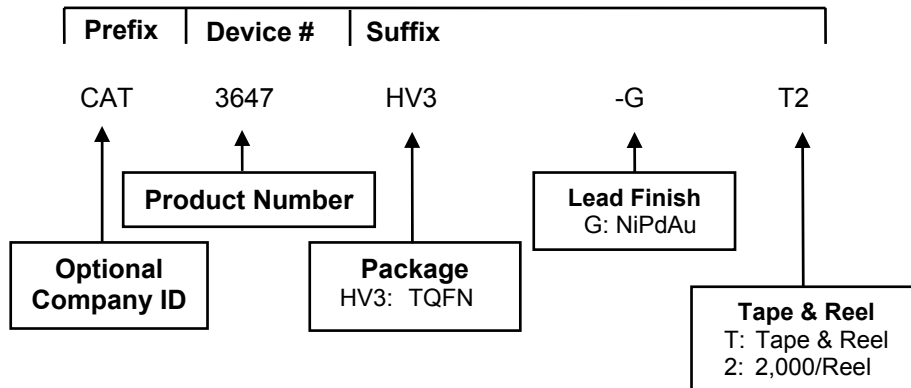 Prefix Device # Suffix
CAT 3647 HV3 -G T2
Product Number
Optional
Company ID
Package
HV3: TQFN
Lead Finish
G: NiPdAu
Tape & Reel
T: Tape & Reel
2: 2,000/Reel